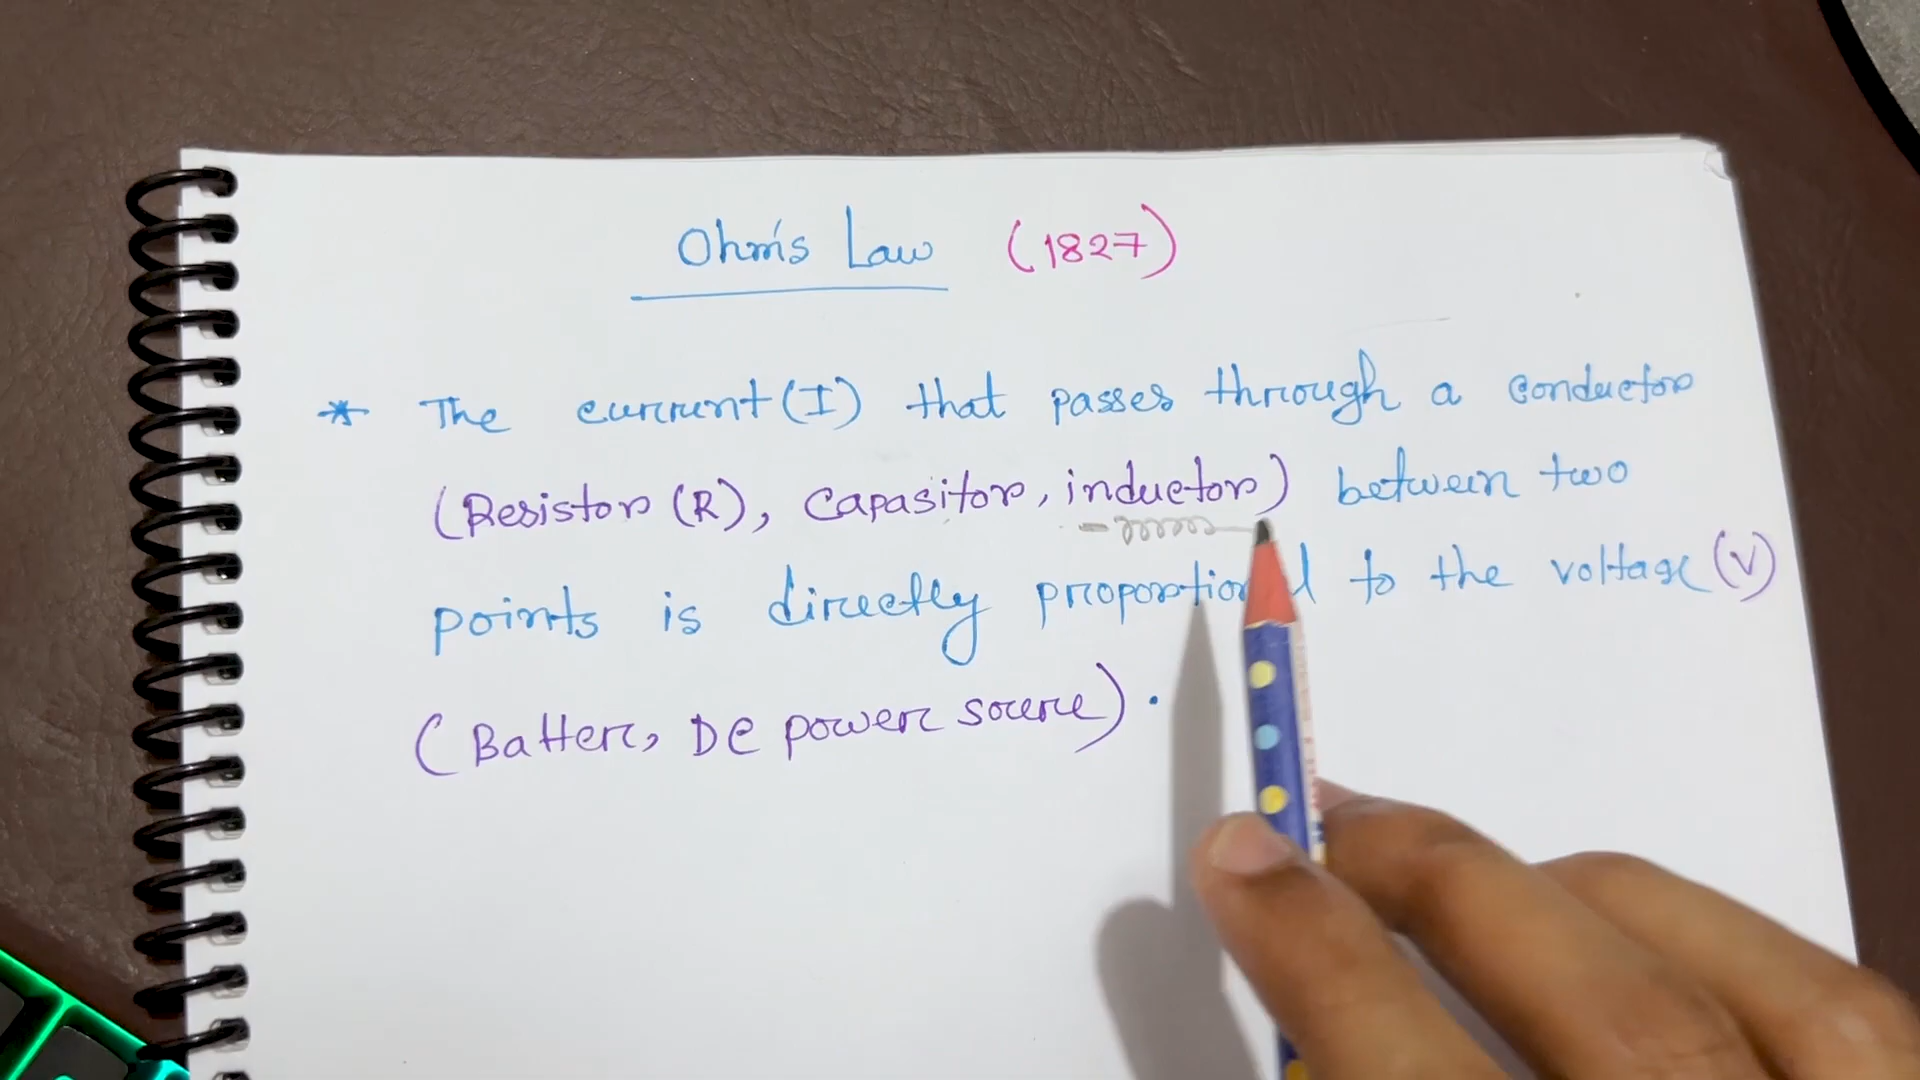 Ohm's Law (1827)
* The current (I) that passes through a conductor
(Resistor (R), Capasitor, inductor) between two
points is directly proportional to the voltage (V)
(Batterr, DC power source).